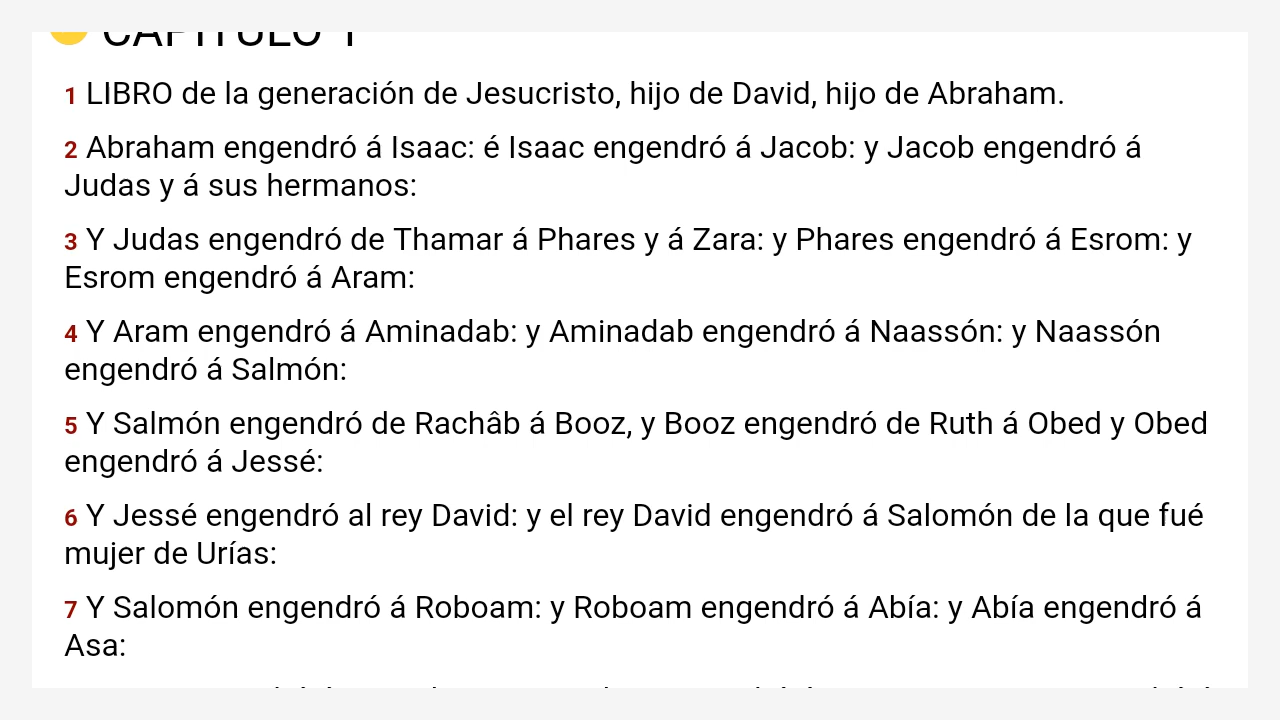 CAPÍTULO 1
1 LIBRO de la generación de Jesucristo, hijo de David, hijo de Abraham.
2 Abraham engendró á Isaac: é Isaac engendró á Jacob: y Jacob engendró á
Judas y á sus hermanos:
3 Y Judas engendró de Thamar á Phares y á Zara: y Phares engendró á Esrom: y
Esrom engendró á Aram:
4 Y Aram engendró á Aminadab: y Aminadab engendró á Naassón: y Naassón
engendró á Salmón:
5 Y Salmón engendró de Rachâb á Booz, y Booz engendró de Ruth á Obed y Obed
engendró á Jessé:
6 Y Jessé engendró al rey David: y el rey David engendró á Salomón de la que fué
mujer de Urías:
7 Y Salomón engendró á Roboam: y Roboam engendró á Abía: y Abía engendró á
Asa: